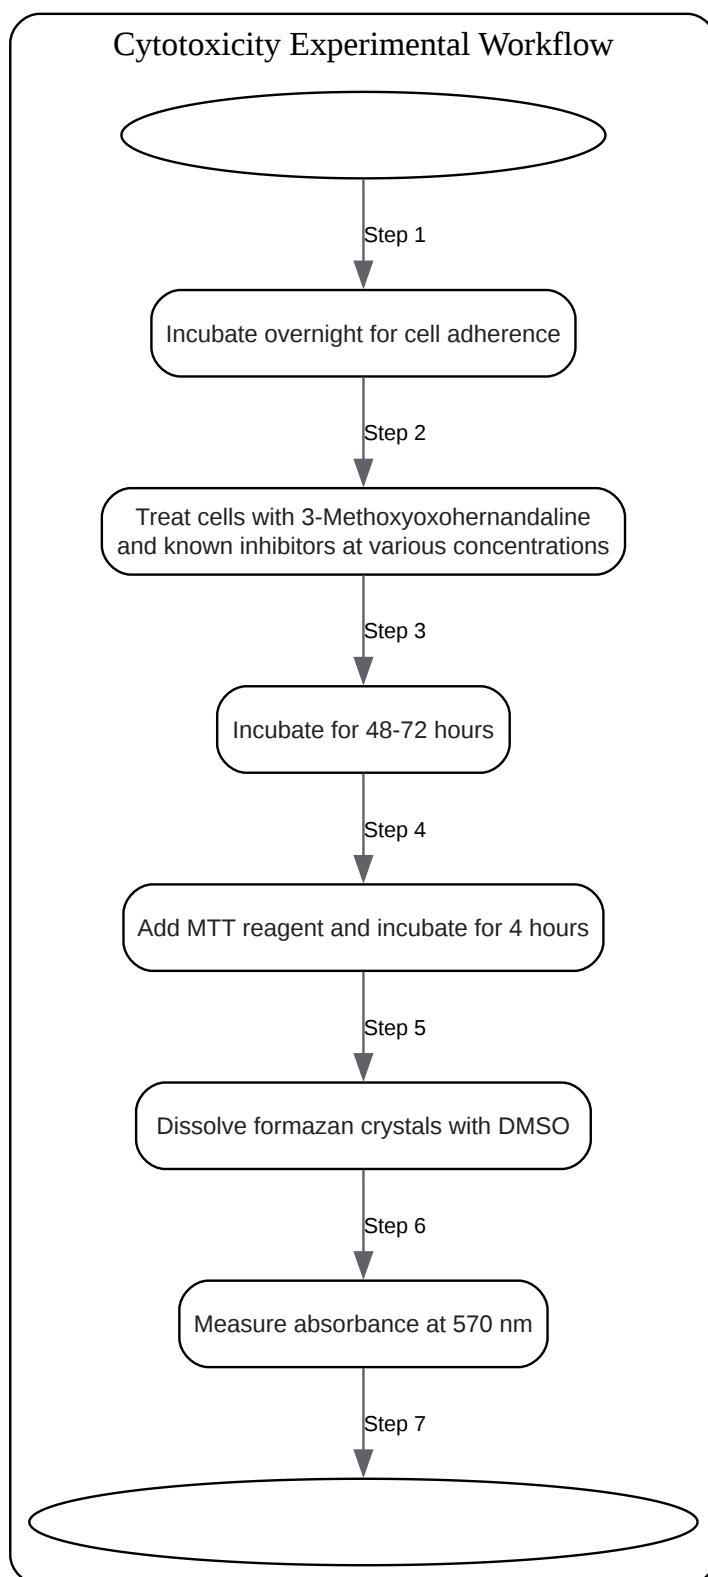 Cytotoxicity Experimental Workflow
Step 1
Incubate overnight for cell adherence
Step 2
Treat cells with 3-Methoxyoxohernandaline
and known inhibitors at various concentrations
Step 3
Incubate for 48-72 hours
Step 4
Add MTT reagent and incubate for 4 hours
Step 5
Dissolve formazan crystals with DMSO
Step 6
Measure absorbance at 570 nm
Step 7